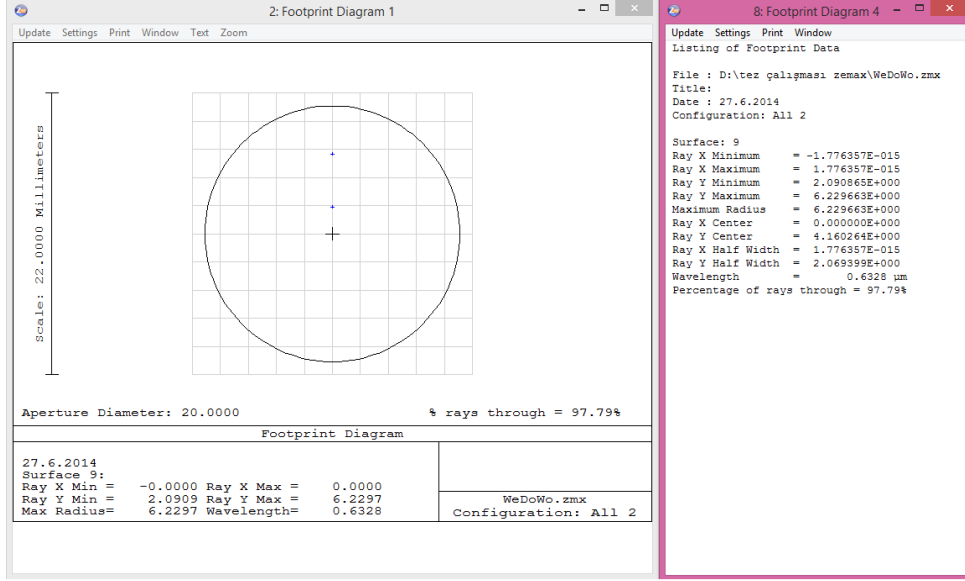 2: Footprint Diagram 1
Update Settings Print Window Text Zoom
Scale: 22.0000 Millimeters
Aperture Diameter: 20.0000 % rays through = 97.79%
Footprint Diagram
27.6.2014
Surface 9:
Ray X Min = -0.0000 Ray X Max = 0.0000
Ray Y Min = 2.0909 Ray Y Max = 6.2297
Max Radius= 6.2297 Wavelength= 0.6328
WeDoWo.zmx
Configuration: All 2
8: Footprint Diagram 4
Update Settings Print Window
Listing of Footprint Data
File : D:\tez çalışması zemax\WeDoWo.zmx
Title:
Date : 27.6.2014
Configuration: All 2
Surface: 9
Ray X Minimum = -1.776357E-015
Ray X Maximum = 1.776357E-015
Ray Y Minimum = 2.090865E+000
Ray Y Maximum = 6.229663E+000
Maximum Radius = 6.229663E+000
Ray X Center = 0.000000E+000
Ray Y Center = 4.160264E+000
Ray X Half Width = 1.776357E-015
Ray Y Half Width = 2.069399E+000
Wavelength = 0.6328 µm
Percentage of rays through = 97.79%